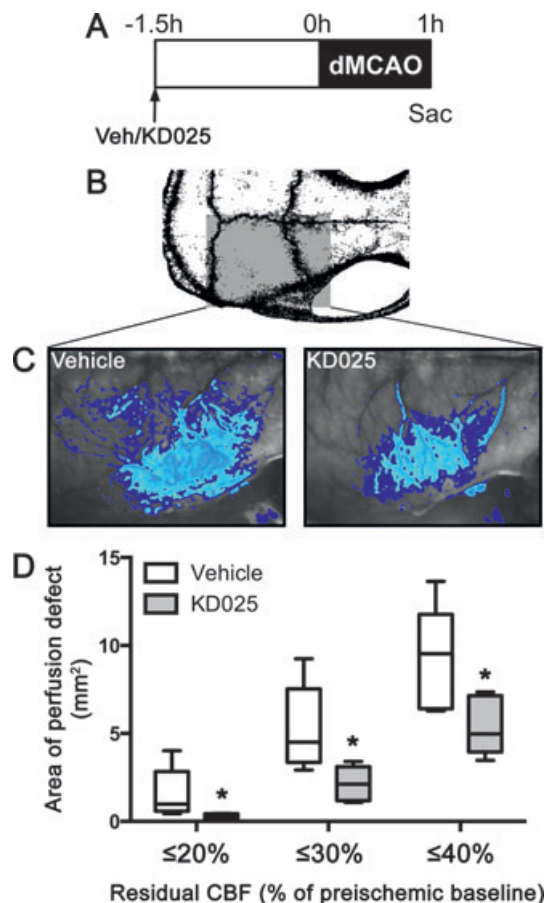 A
-1.5h 0h 1h
dMCAO
Sac
Veh/KD025
B
C
Vehicle
KD025
D
Vehicle
KD025
Area of perfusion defect
(mm²)
15
10
5
0
*
*
*
≤20% ≤30% ≤40%
Residual CBF (% of preischemic baseline)